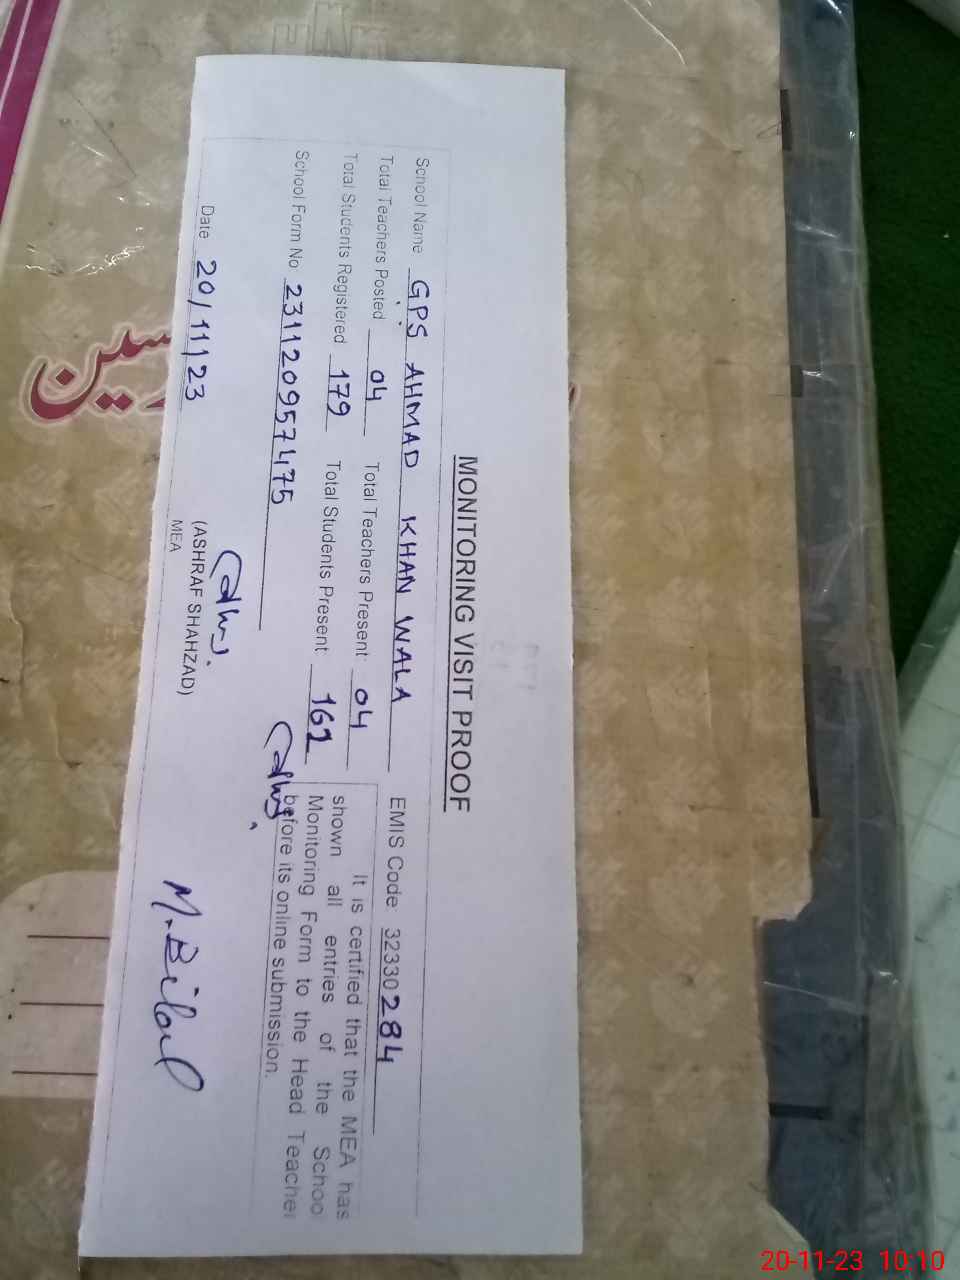 MONITORING VISIT PROOF
School Name GPS AHMAD KHAN WALA EMIS Code: 32330284
Total Teachers Posted 04 Total Teachers Present: 04
Total Students Registered 179 Total Students Present: 162
School Form No 23112095747​5
It is certified that the MEA has
shown all entries of the School
Monitoring Form to the Head Teacher
before its online submission.
Date 20/11/23
(ASHRAF SHAHZAD)
MEA
M.Bilal
20-11-23 10:10